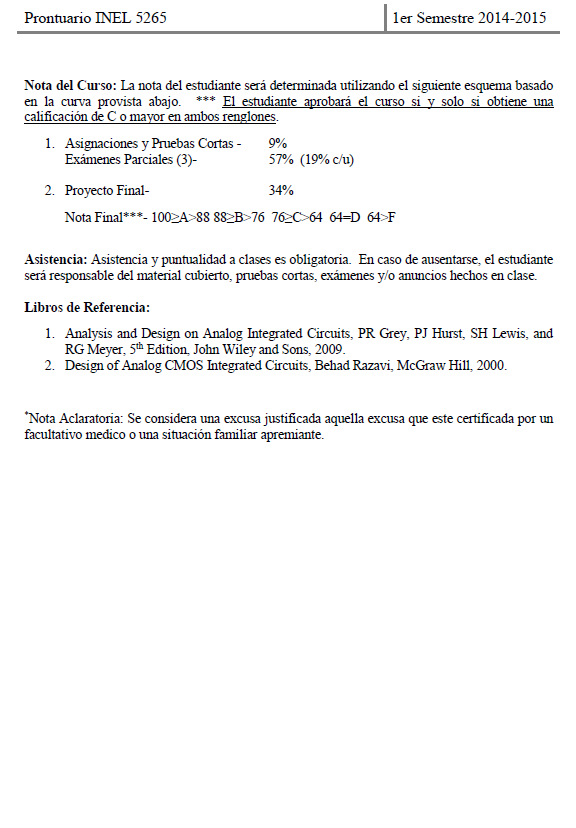 Prontuario INEL 5265 1er Semestre 2014-2015
Nota del Curso: La nota del estudiante será determinada utilizando el siguiente esquema basado
en la curva provista abajo. *** El estudiante aprobará el curso si y solo si obtiene una
calificación de C o mayor en ambos renglones.
1. Asignaciones y Pruebas Cortas - 9%
Exámenes Parciales (3)- 57% (19% c/u)
2. Proyecto Final- 34%
Nota Final***- 100≥A>88 88≥B>76 76≥C>64 64=D 64>F
Asistencia: Asistencia y puntualidad a clases es obligatoria. En caso de ausentarse, el estudiante
será responsable del material cubierto, pruebas cortas, exámenes y/o anuncios hechos en clase.
Libros de Referencia:
1. Analysis and Design on Analog Integrated Circuits, PR Grey, PJ Hurst, SH Lewis, and
RG Meyer, 5th Edition, John Wiley and Sons, 2009.
2. Design of Analog CMOS Integrated Circuits, Behad Razavi, McGraw Hill, 2000.
*Nota Aclaratoria: Se considera una excusa justificada aquella excusa que este certificada por un
facultativo medico o una situación familiar apremiante.